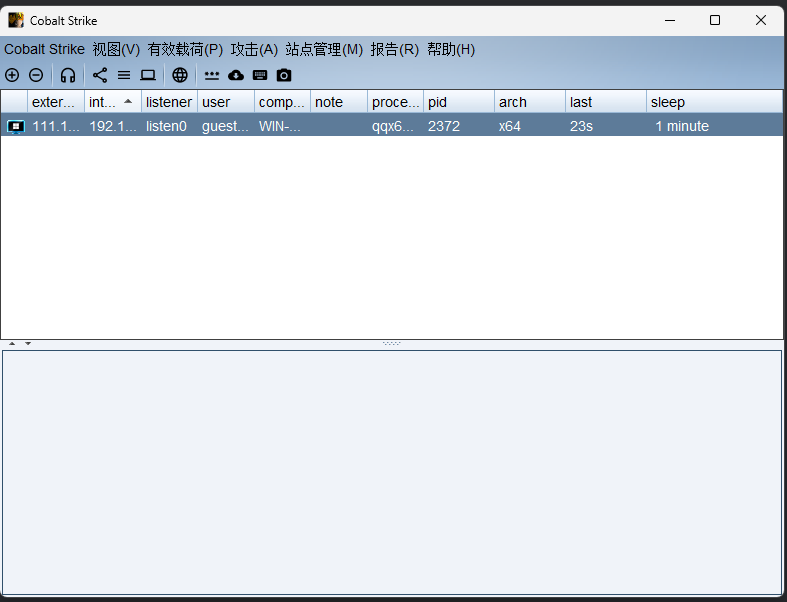 Cobalt Strike
Cobalt Strike 视图(V) 有效载荷(P) 攻击(A) 站点管理(M) 报告(R) 帮助(H)
exter... int... listener user comp... note proce... pid arch last sleep
111.1... 192.1... listen0 guest... WIN-... qqx6... 2372 x64 23s 1 minute